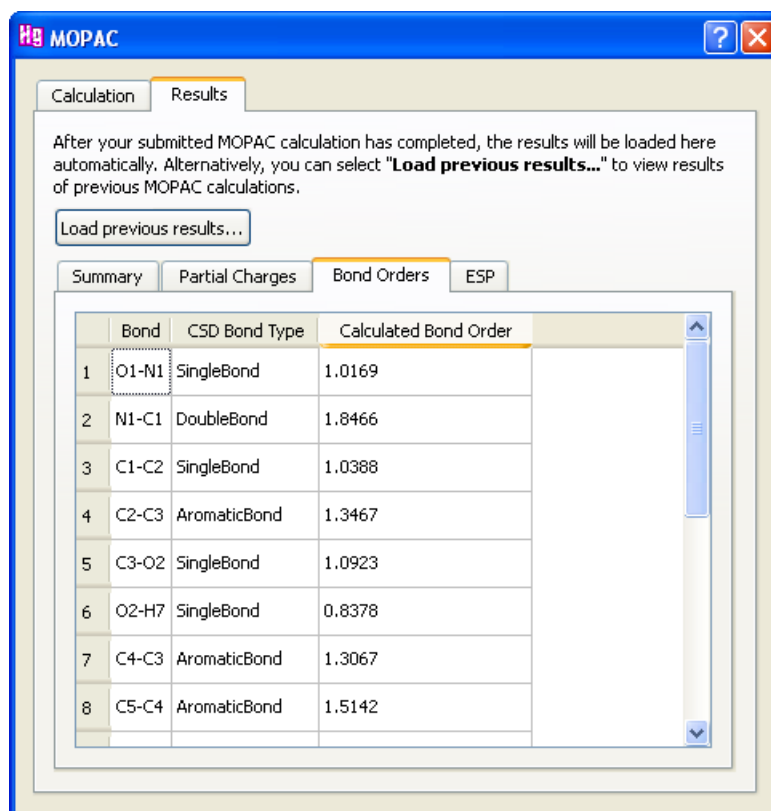 Hg MOPAC
Calculation Results
After your submitted MOPAC calculation has completed, the results will be loaded here
automatically. Alternatively, you can select "Load previous results..." to view results
of previous MOPAC calculations.
Load previous results...
Summary Partial Charges Bond Orders ESP
Bond CSD Bond Type Calculated Bond Order
1 O1-N1 SingleBond 1.0169
2 N1-C1 DoubleBond 1.8466
3 C1-C2 SingleBond 1.0388
4 C2-C3 AromaticBond 1.3467
5 C3-O2 SingleBond 1.0923
6 O2-H7 SingleBond 0.8378
7 C4-C3 AromaticBond 1.3067
8 C5-C4 AromaticBond 1.5142